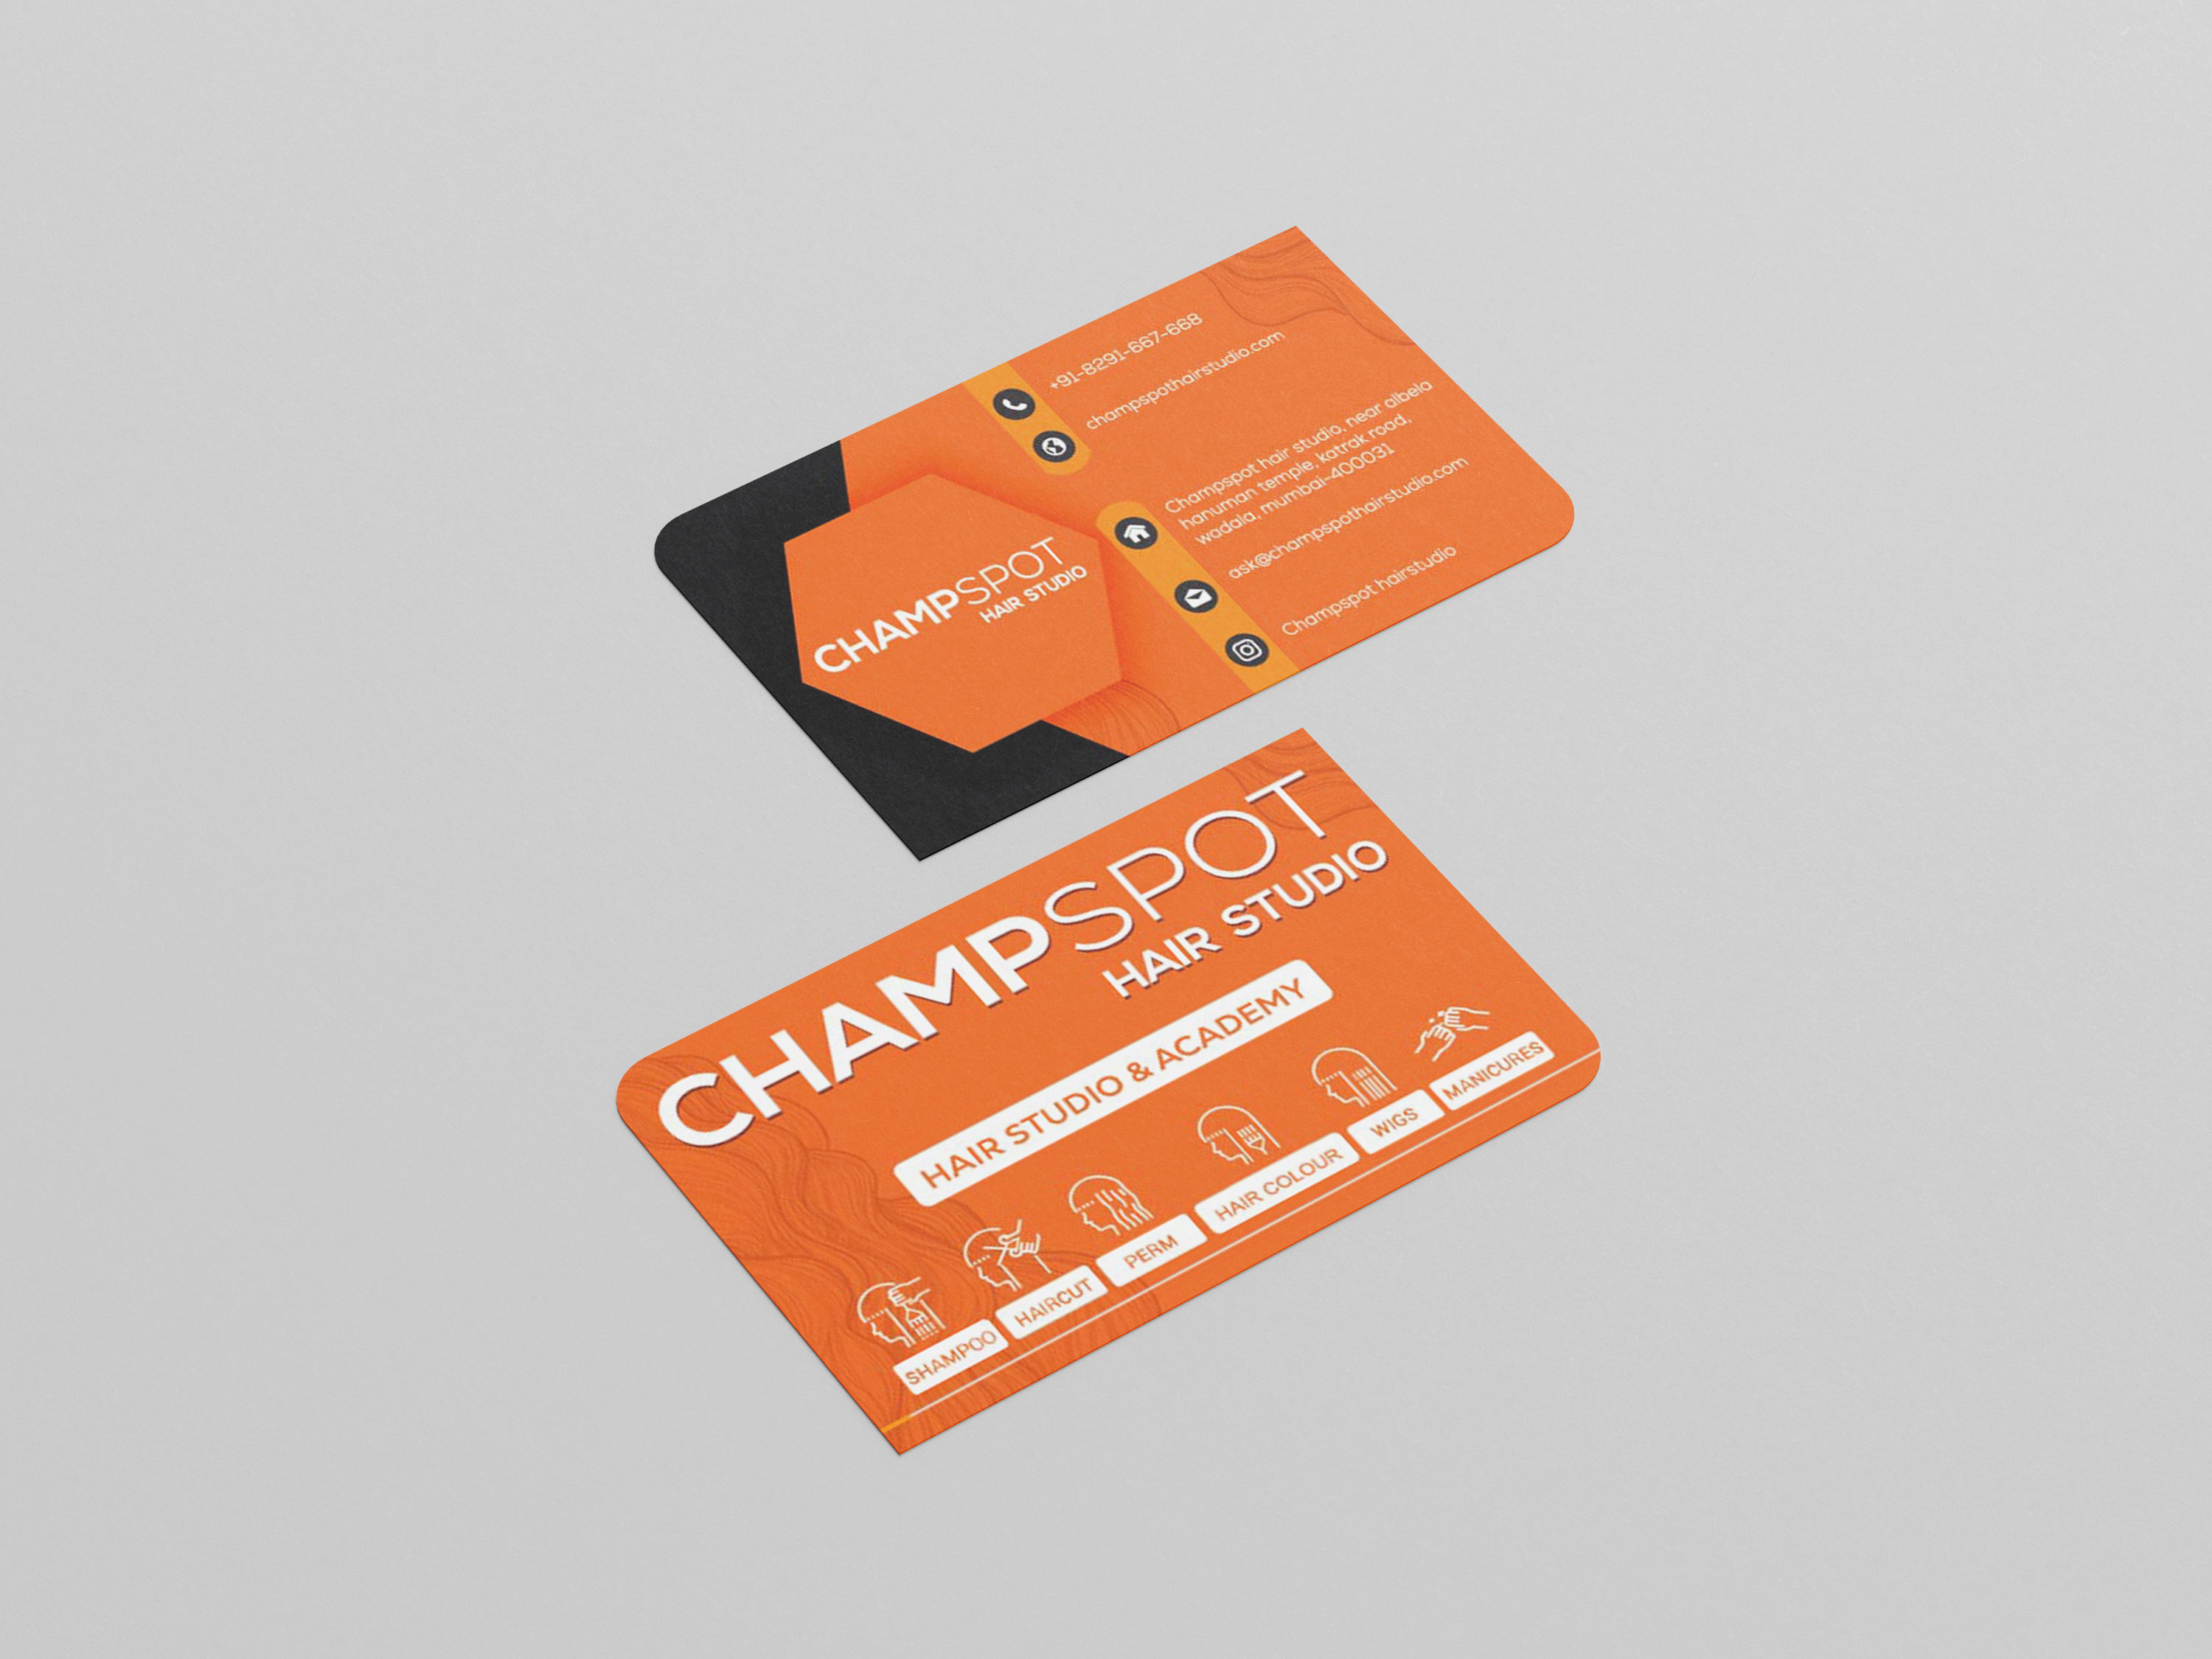 +91-8291-667-668
champspothairstudio.com
Champspot hair studio, near albela
hanuman temple, katrak road,
wadala, mumbai-400031
ask@champspothairstudio.com
Champspot hairstudio
CHAMPSPOT
HAIR STUDIO
CHAMPSPOT
HAIR STUDIO
HAIR STUDIO & ACADEMY
SHAMPOO
HAIRCUT
PERM
HAIR COLOUR
WIGS
MANICURES